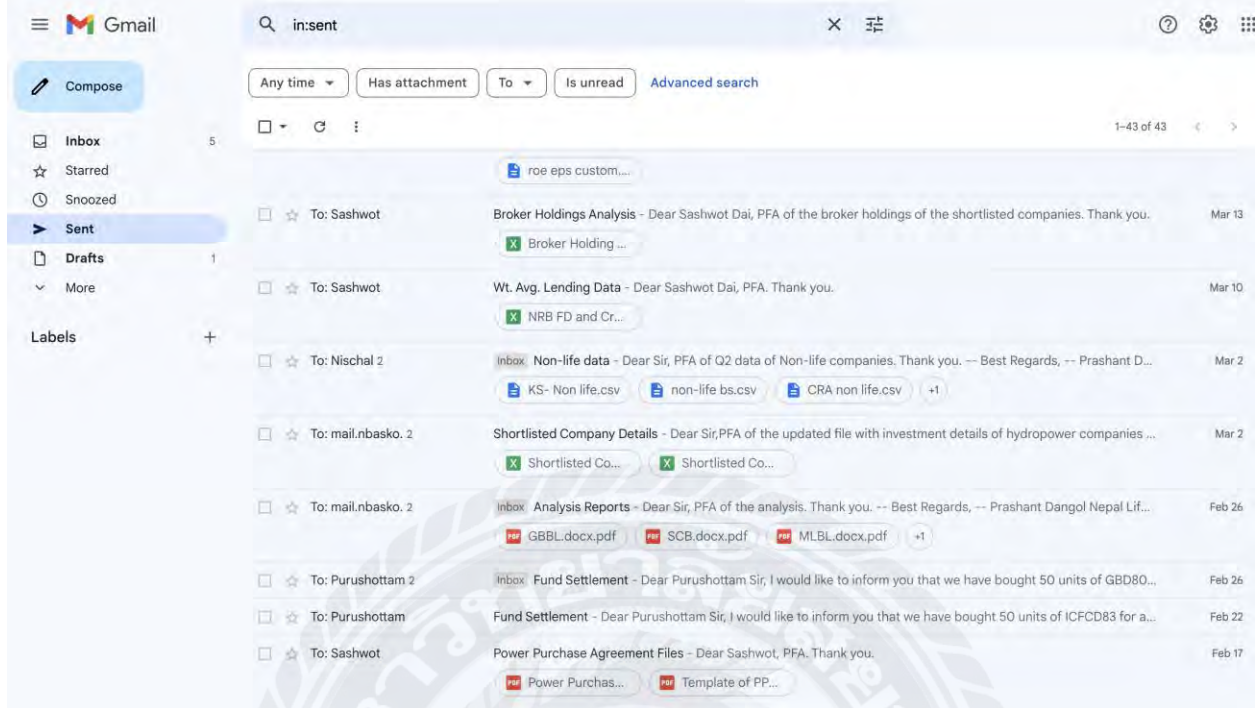 Gmail
in:sent
Compose
Any time Has attachment To Is unread Advanced search
1–43 of 43
Inbox 5
Starred
Snoozed
Sent
Drafts 1
More
Labels
roe eps custom....
To: Sashwot Broker Holdings Analysis - Dear Sashwot Dai, PFA of the broker holdings of the shortlisted companies. Thank you. Mar 13
Broker Holding ...
To: Sashwot Wt. Avg. Lending Data - Dear Sashwot Dai, PFA. Thank you. Mar 10
NRB FD and Cr...
To: Nischal 2 Inbox Non-life data - Dear Sir, PFA of Q2 data of Non-life companies. Thank you. -- Best Regards, -- Prashant D... Mar 2
KS- Non life.csv non-life bs.csv CRA non life.csv +1
To: mail.nbasko. 2 Shortlisted Company Details - Dear Sir,PFA of the updated file with investment details of hydropower companies ... Mar 2
Shortlisted Co... Shortlisted Co...
To: mail.nbasko. 2 Inbox Analysis Reports - Dear Sir, PFA of the analysis. Thank you. -- Best Regards, -- Prashant Dangol Nepal Lif... Feb 26
PDF GBBL.docx.pdf PDF SCB.docx.pdf PDF MLBL.docx.pdf +1
To: Purushottam 2 Inbox Fund Settlement - Dear Purushottam Sir, I would like to inform you that we have bought 50 units of GBD80... Feb 26
To: Purushottam Fund Settlement - Dear Purushottam Sir, I would like to inform you that we have bought 50 units of ICFCD83 for a... Feb 22
To: Sashwot Power Purchase Agreement Files - Dear Sashwot, PFA. Thank you. Feb 17
PDF Power Purchas... PDF Template of PP...